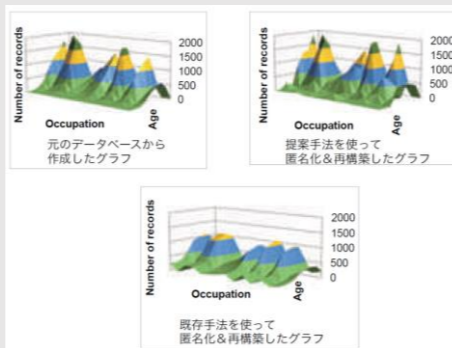 Number of records
2000
1500
1000
500
0
Occupation
Age
元のデータベースから
作成したグラフ
Number of records
2000
1500
1000
500
0
Occupation
Age
提案手法を使って
匿名化&再構築したグラフ
Number of records
2000
1500
1000
500
0
Occupation
Age
既存手法を使って
匿名化&再構築したグラフ